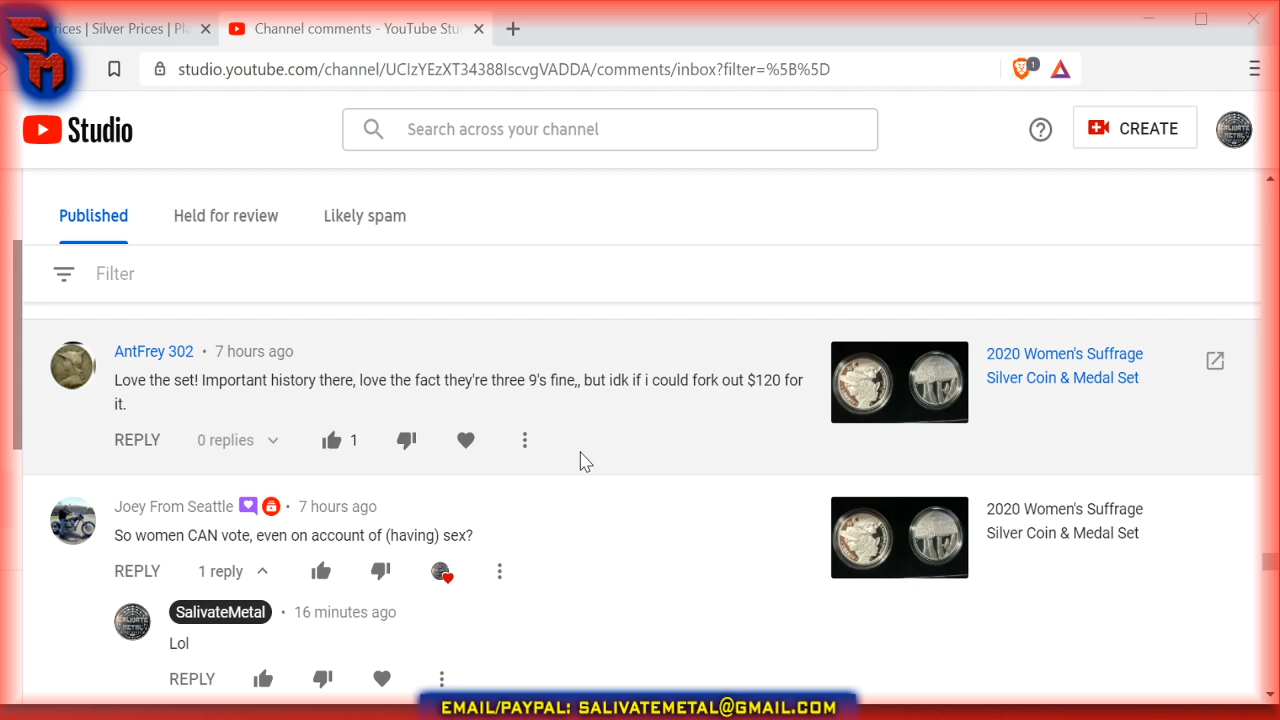 SM
rices | Silver Prices | Pla
Channel comments - YouTube Stu
studio.youtube.com/channel/UCIzYEzXT34388IscvgVADDA/comments/inbox?filter=%5B%5D
1
Studio
Search across your channel
CREATE
Published
Held for review
Likely spam
Filter
AntFrey 302 • 7 hours ago
Love the set! Important history there, love the fact they're three 9's fine,, but idk if i could fork out $120 for
it.
REPLY 0 replies 1
2020 Women's Suffrage
Silver Coin & Medal Set
Joey From Seattle • 7 hours ago
So women CAN vote, even on account of (having) sex?
REPLY 1 reply
2020 Women's Suffrage
Silver Coin & Medal Set
SalivateMetal • 16 minutes ago
Lol
REPLY
EMAIL/PAYPAL: SALIVATEMETAL@GMAIL.COM